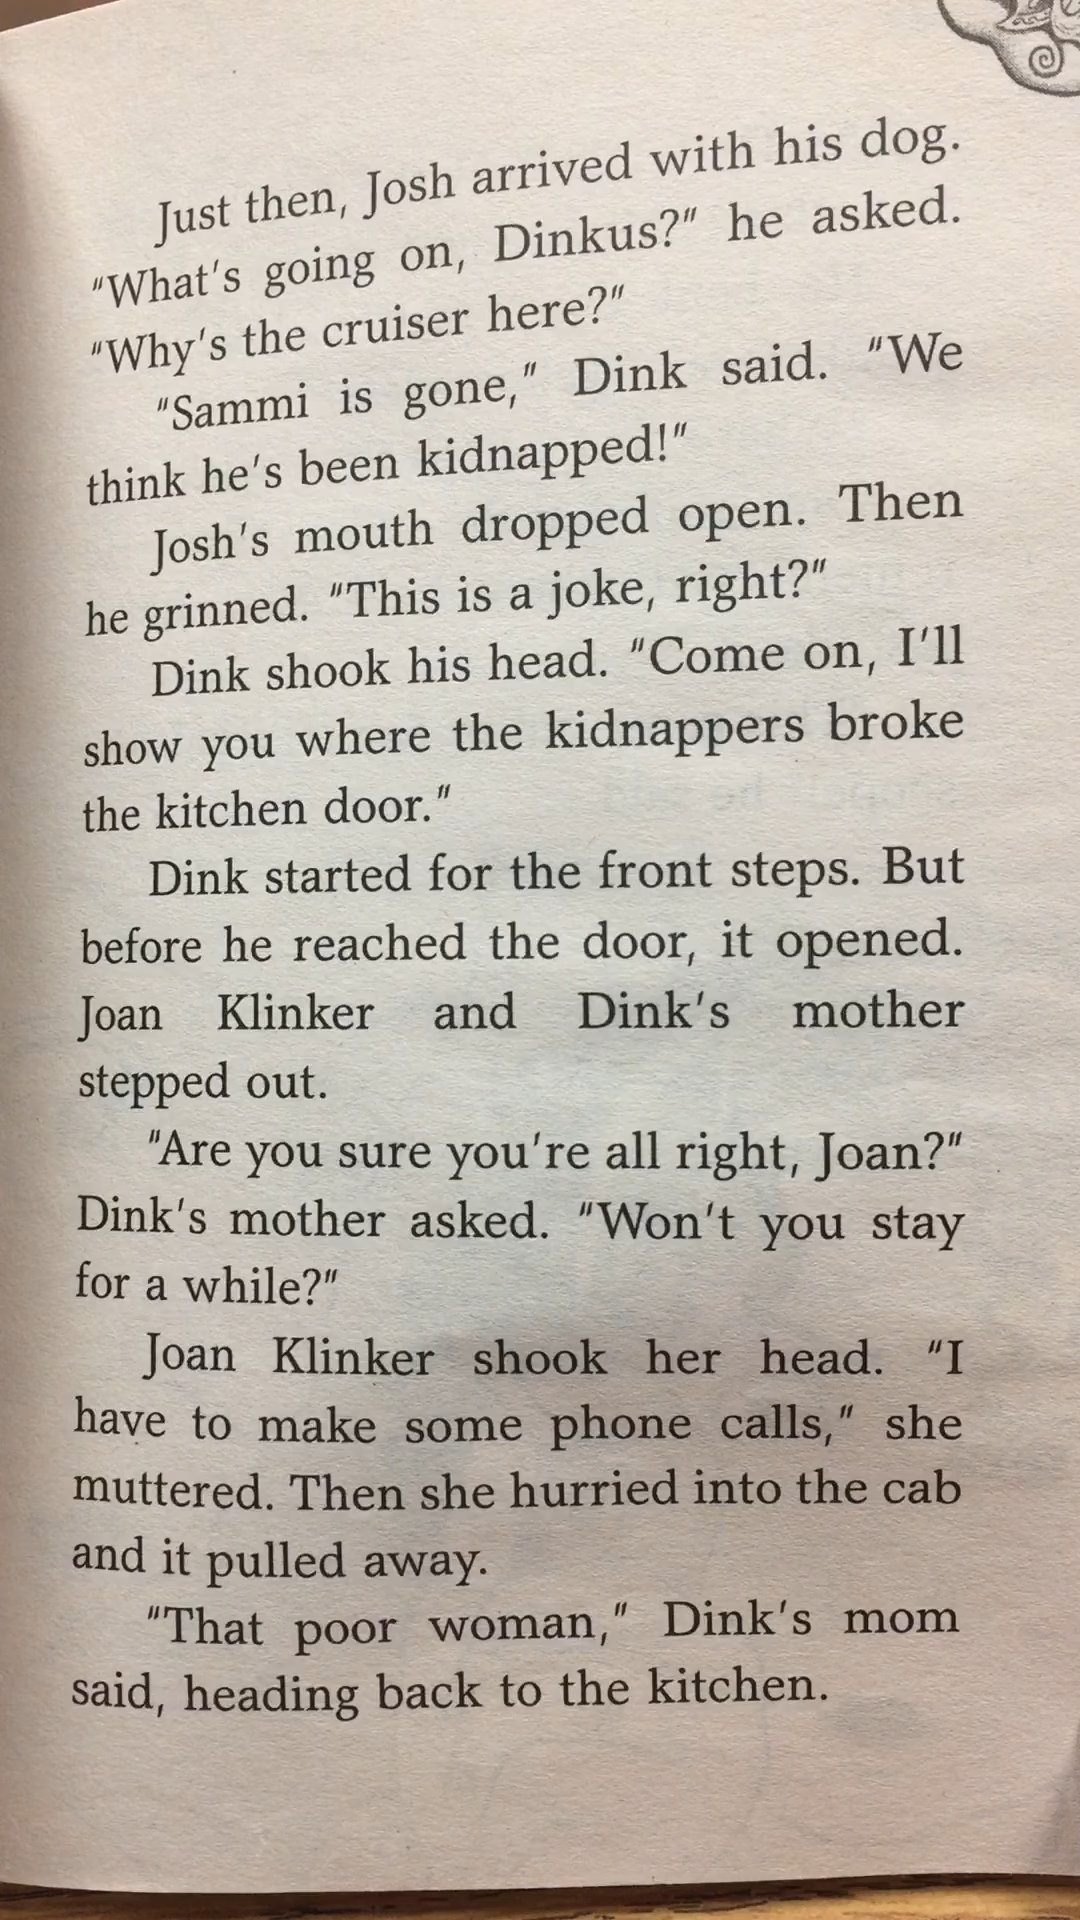 Just then, Josh arrived with his dog.
"What's going on, Dinkus?" he asked.
"Why's the cruiser here?"
"Sammi is gone," Dink said. "We
think he's been kidnapped!"
Josh's mouth dropped open. Then
he grinned. "This is a joke, right?"
Dink shook his head. "Come on, I'll
show you where the kidnappers broke
the kitchen door."
Dink started for the front steps. But
before he reached the door, it opened.
Joan Klinker and Dink's mother
stepped out.
"Are you sure you're all right, Joan?"
Dink's mother asked. "Won't you stay
for a while?"
Joan Klinker shook her head. "I
have to make some phone calls," she
muttered. Then she hurried into the cab
and it pulled away.
"That poor woman," Dink's mom
said, heading back to the kitchen.